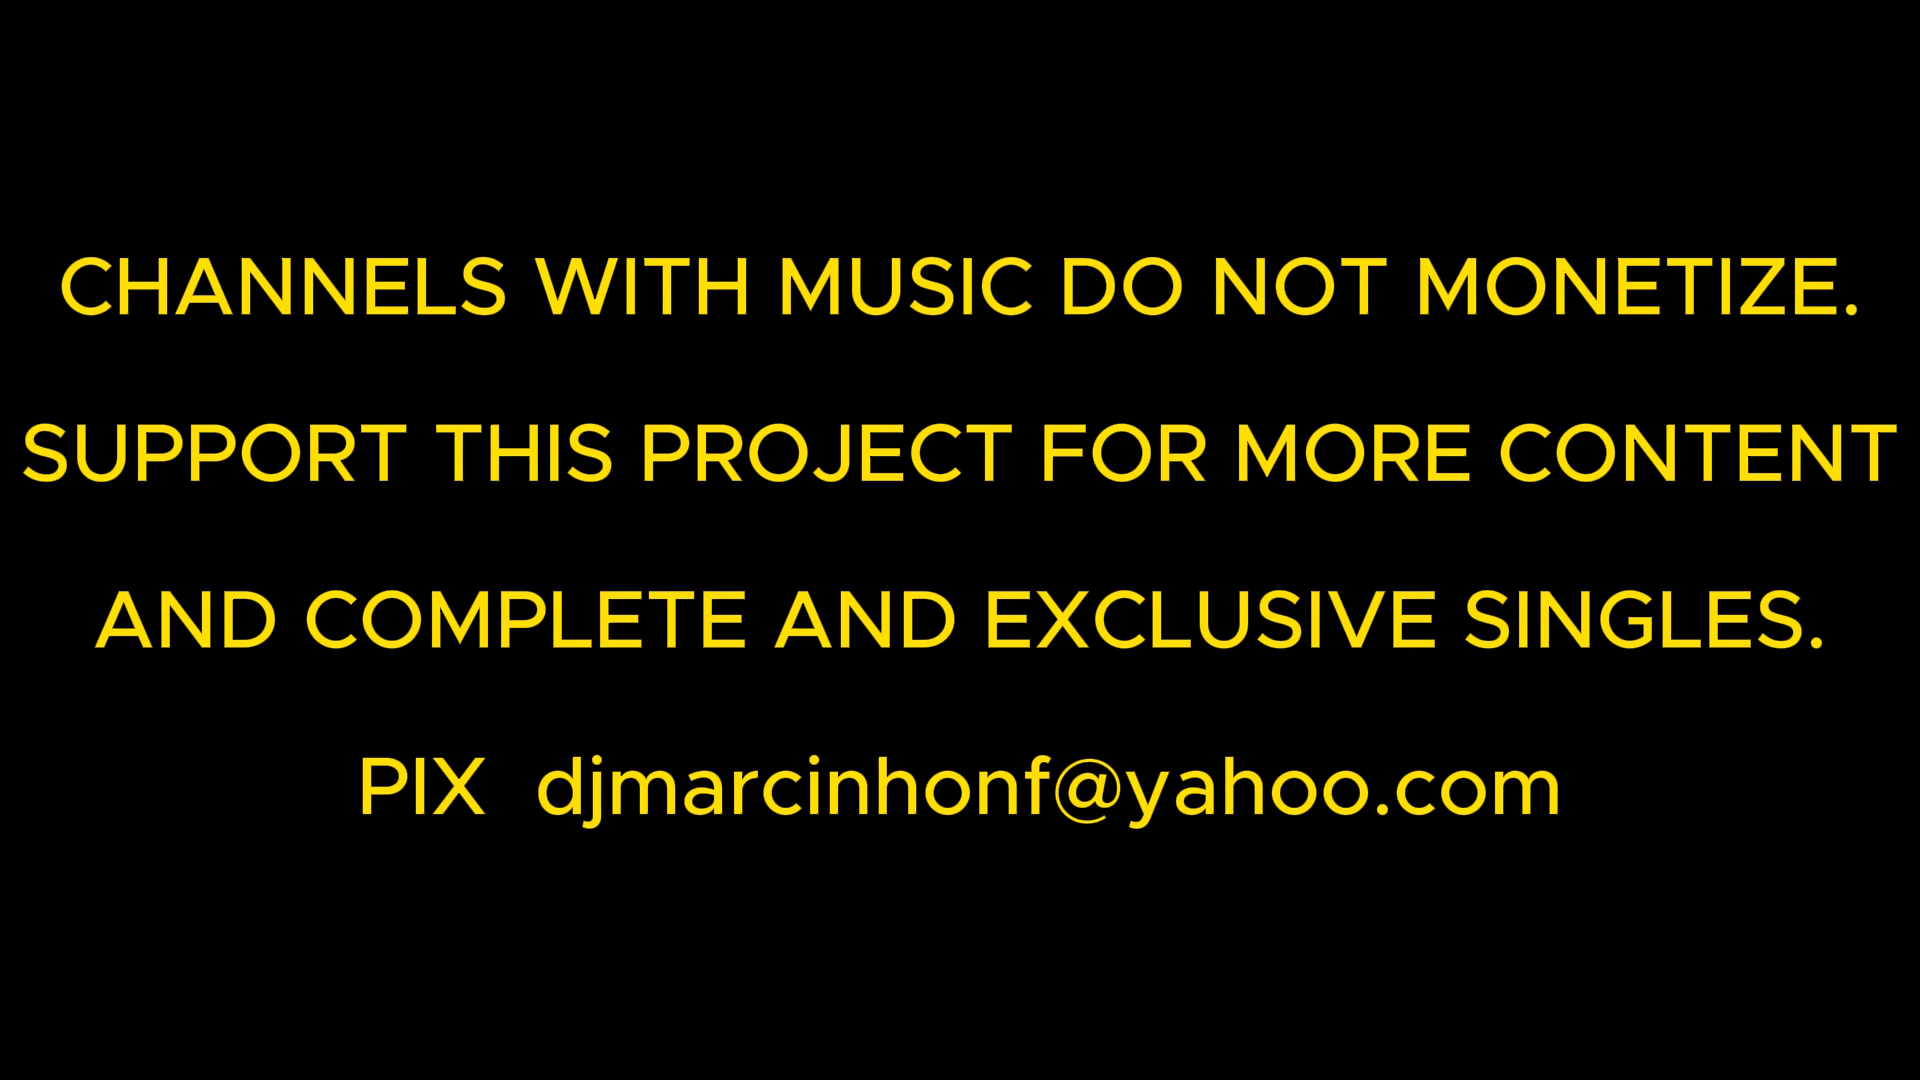 CHANNELS WITH MUSIC DO NOT MONETIZE.
SUPPORT THIS PROJECT FOR MORE CONTENT
AND COMPLETE AND EXCLUSIVE SINGLES.
PIX djmarcinhonf@yahoo.com